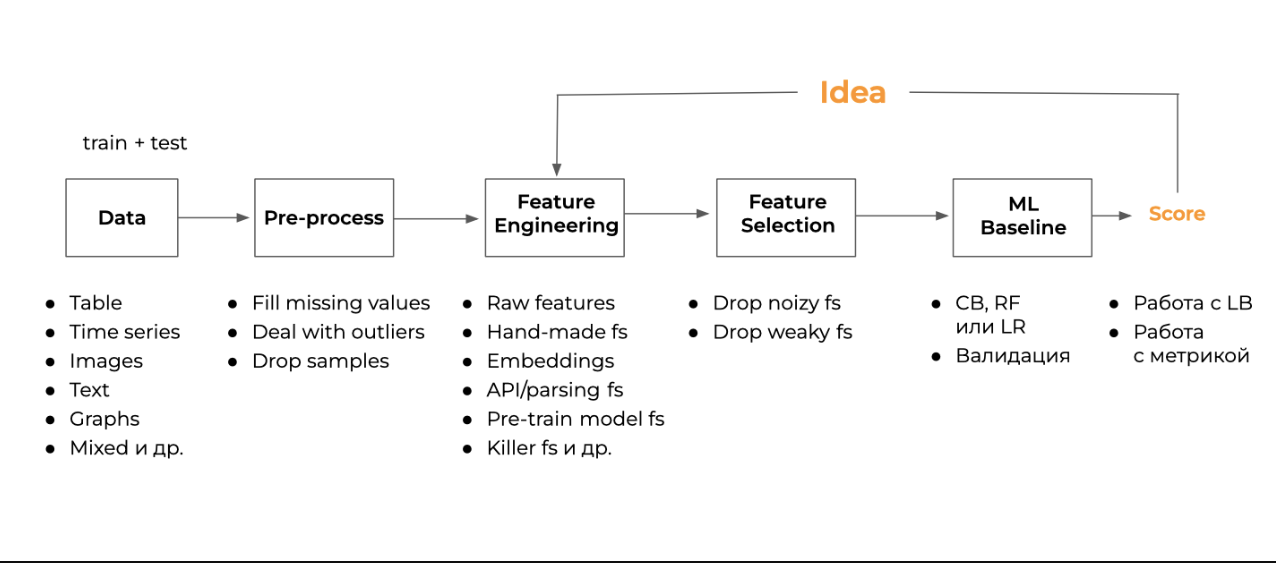 Idea
train + test
Data
Pre-process
Feature
Engineering
Feature
Selection
ML
Baseline
Score
● Table
● Time series
● Images
● Text
● Graphs
● Mixed и др.
● Fill missing values
● Deal with outliers
● Drop samples
● Raw features
● Hand-made fs
● Embeddings
● API/parsing fs
● Pre-train model fs
● Killer fs и др.
● Drop noizy fs
● Drop weaky fs
● CB, RF
или LR
● Валидация
● Работа с LB
● Работа
с метрикой